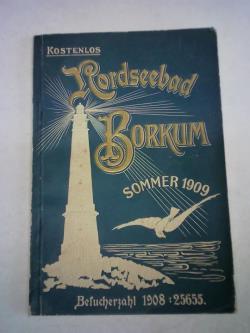 KOSTENLOS
Nordseebad
BORKUM
SOMMER 1909
Besucherzahl 1908 : 25655.